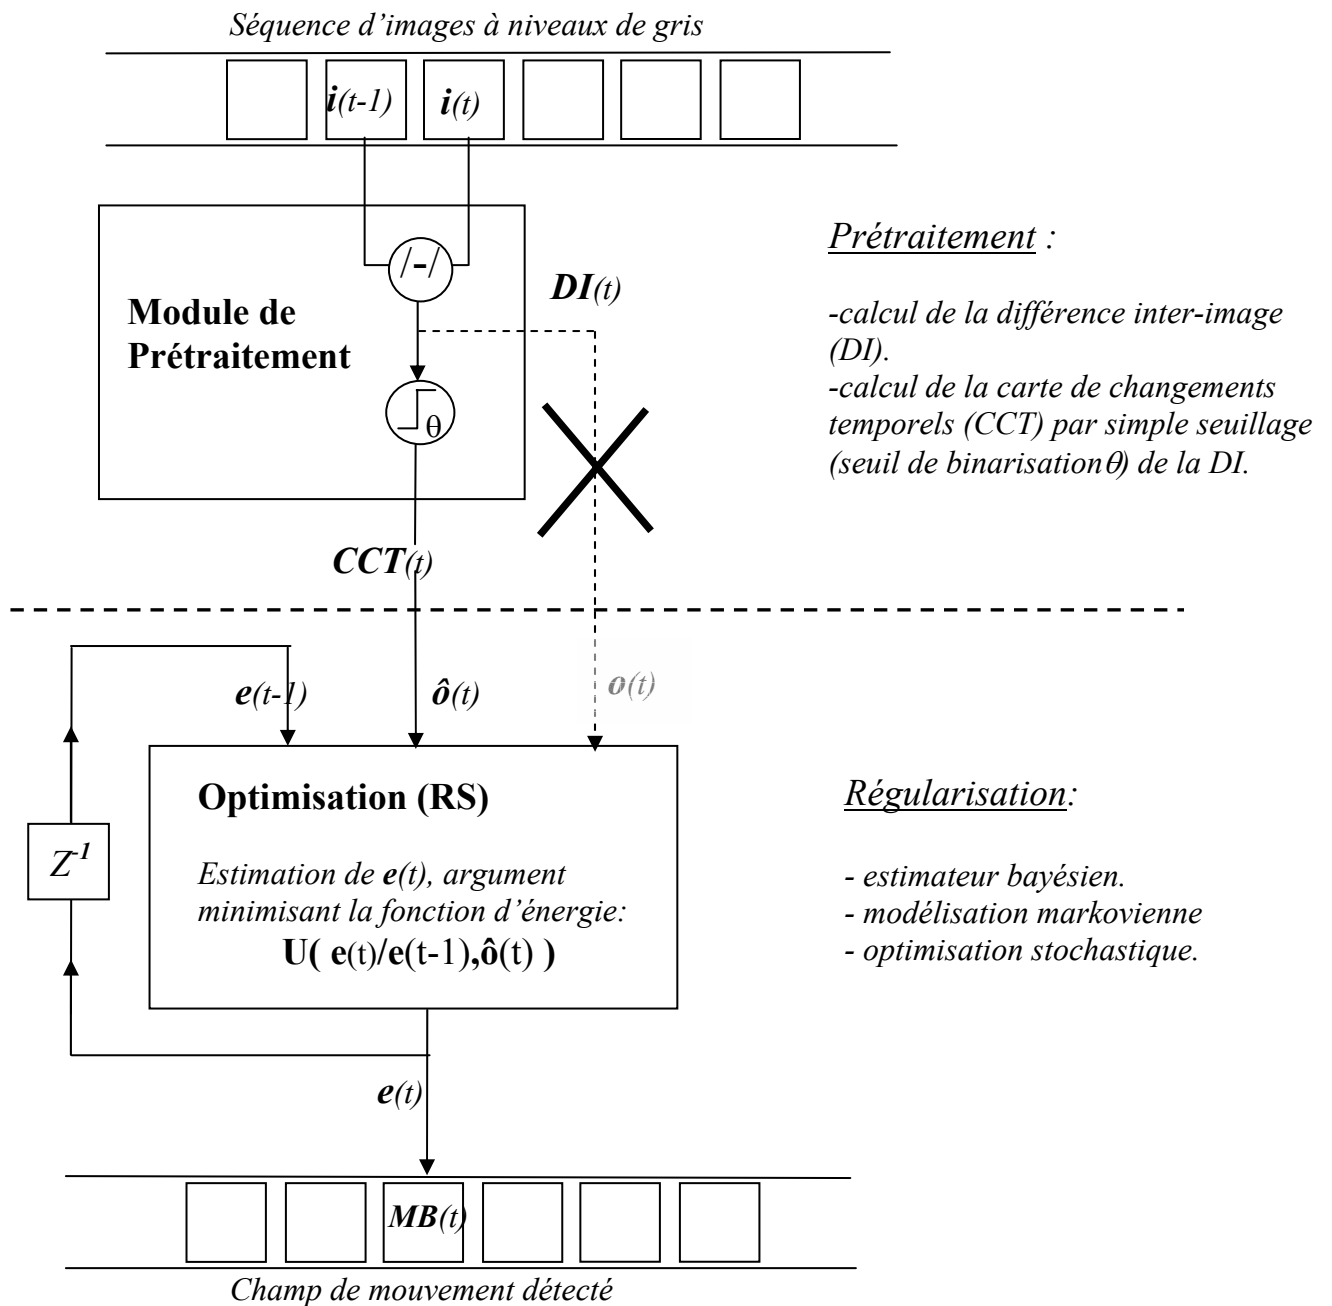 Séquence d'images à niveaux de gris
i(t-1)
i(t)
/-/
DI(t)
Module de
Prétraitement
θ
Prétraitement :
-calcul de la différence inter-image
(DI).
-calcul de la carte de changements
temporels (CCT) par simple seuillage
(seuil de binarisationθ) de la DI.
CCT(t)
e(t-1)
ô(t)
o(t)
Optimisation (RS)
Estimation de e(t), argument
minimisant la fonction d'énergie:
U( e(t)/e(t-1),ô(t) )
Z⁻¹
Régularisation:
- estimateur bayésien.
- modélisation markovienne
- optimisation stochastique.
e(t)
MB(t)
Champ de mouvement détecté